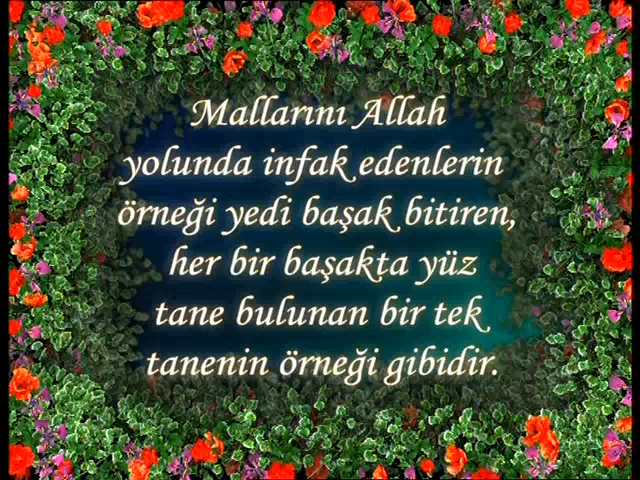 Mallarını Allah
yolunda infak edenlerin
örneği yedi başak bitiren,
her bir başakta yüz
tane bulunan bir tek
tanenin örneği gibidir.